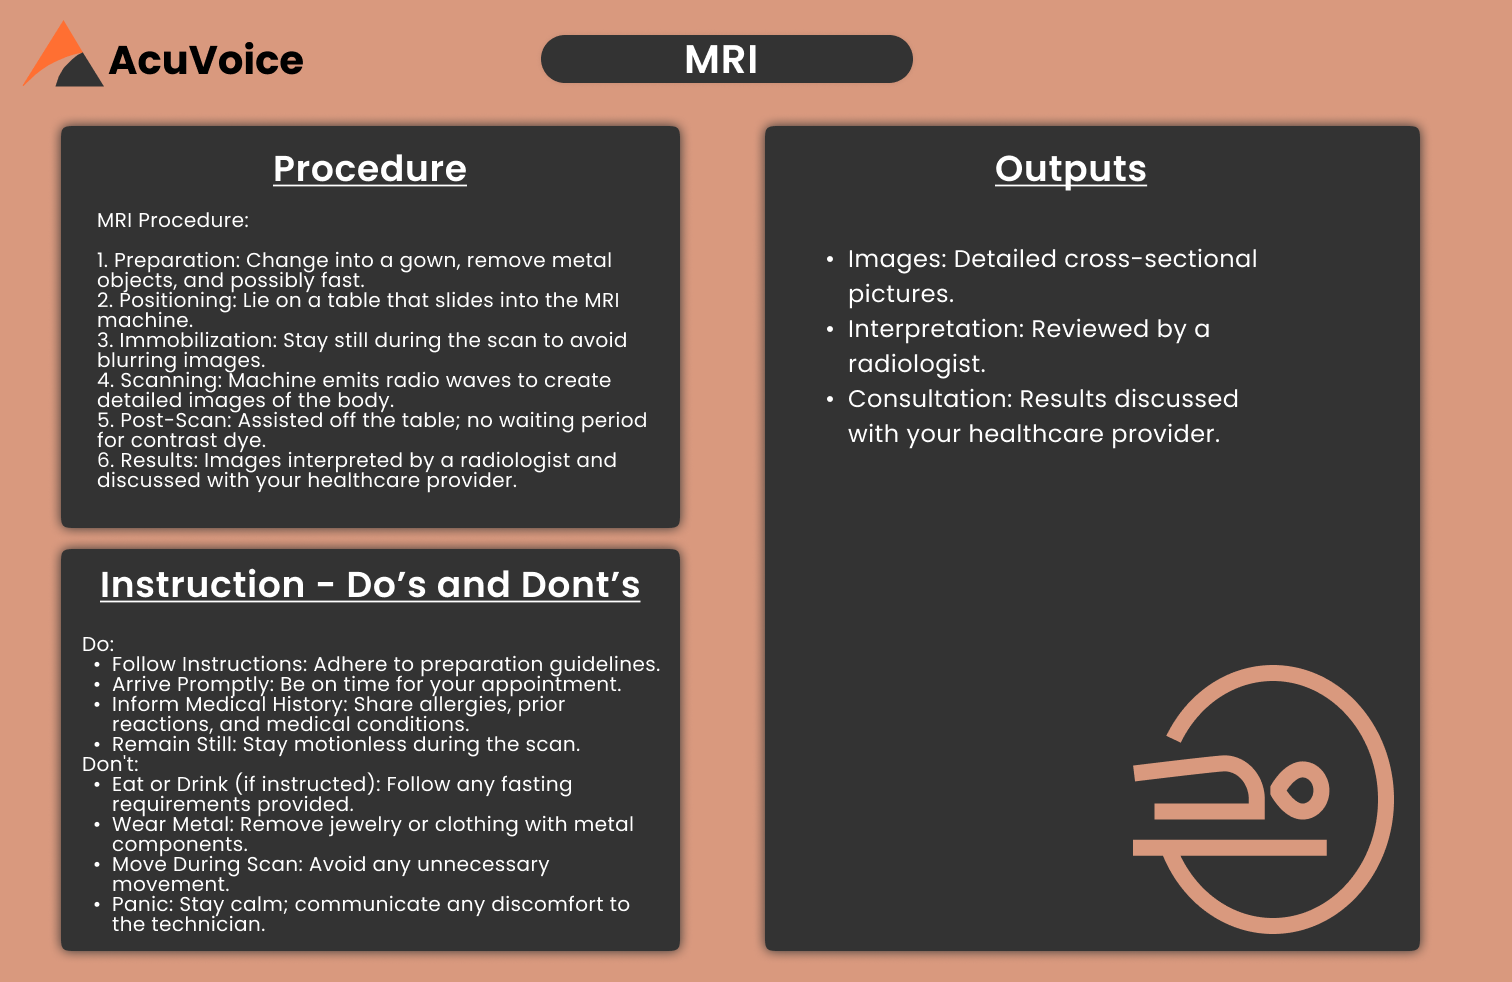 AcuVoice
MRI
Procedure
MRI Procedure:
1. Preparation: Change into a gown, remove metal
objects, and possibly fast.
2. Positioning: Lie on a table that slides into the MRI
machine.
3. Immobilization: Stay still during the scan to avoid
blurring images.
4. Scanning: Machine emits radio waves to create
detailed images of the body.
5. Post-Scan: Assisted off the table; no waiting period
for contrast dye.
6. Results: Images interpreted by a radiologist and
discussed with your healthcare provider.
Instruction - Do’s and Dont’s
Do:
• Follow Instructions: Adhere to preparation guidelines.
• Arrive Promptly: Be on time for your appointment.
• Inform Medical History: Share allergies, prior
reactions, and medical conditions.
• Remain Still: Stay motionless during the scan.
Don't:
• Eat or Drink (if instructed): Follow any fasting
requirements provided.
• Wear Metal: Remove jewelry or clothing with metal
components.
• Move During Scan: Avoid any unnecessary
movement.
• Panic: Stay calm; communicate any discomfort to
the technician.
Outputs
• Images: Detailed cross-sectional
pictures.
• Interpretation: Reviewed by a
radiologist.
• Consultation: Results discussed
with your healthcare provider.